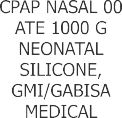 CPAP NASAL 00
ATE 1000 G
NEONATAL
SILICONE,
GMI/GABISA
MEDICAL